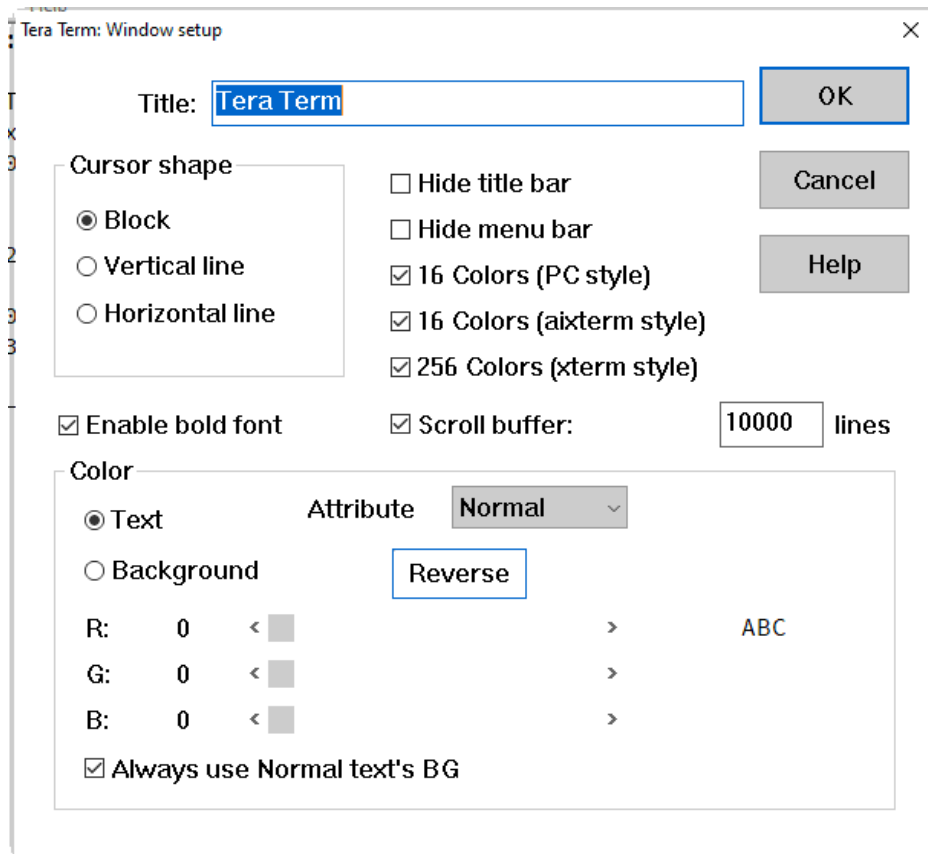 Tera Term: Window setup
Title: Tera Term
OK
Cursor shape
Block
Vertical line
Horizontal line
Hide title bar
Hide menu bar
16 Colors (PC style)
16 Colors (aixterm style)
256 Colors (xterm style)
Cancel
Help
Enable bold font
Scroll buffer: 10000 lines
Color
Text
Attribute Normal
Background
Reverse
R: 0 < > ABC
G: 0 < >
B: 0 < >
Always use Normal text's BG